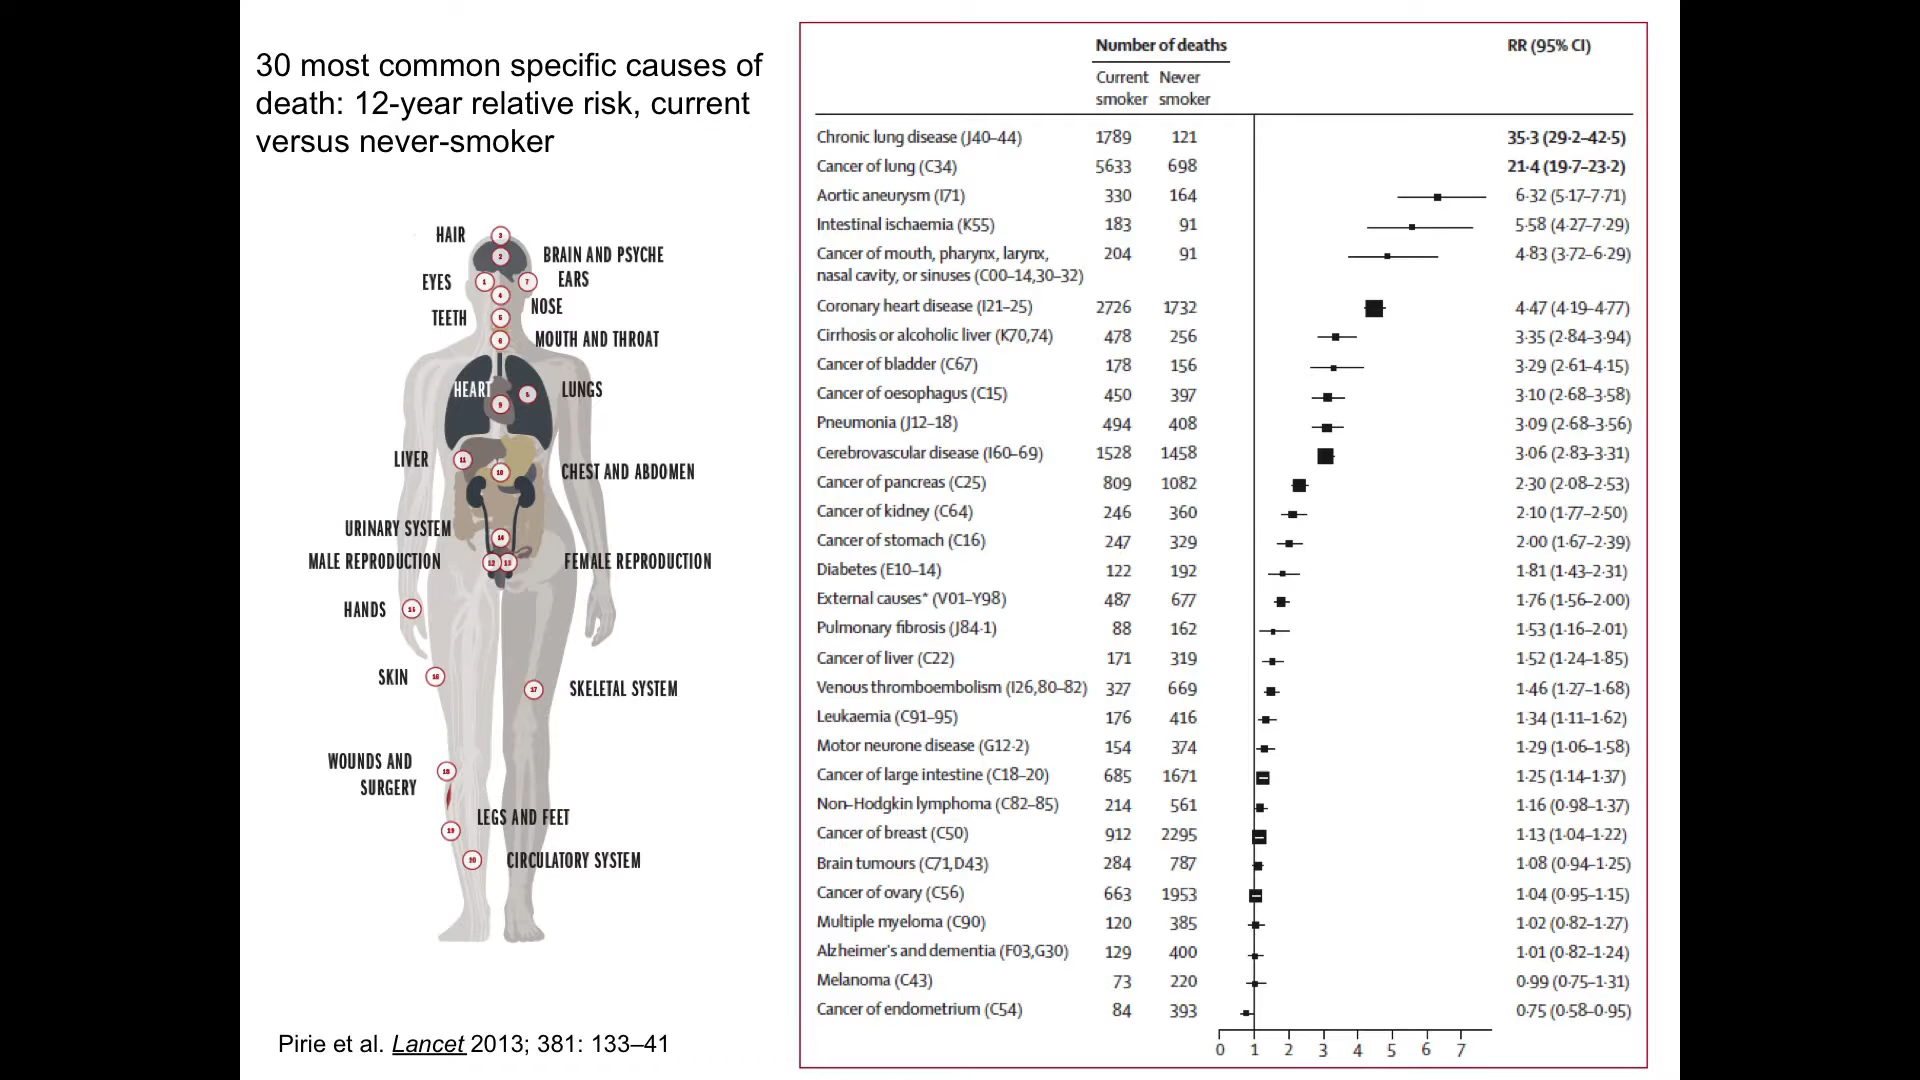 30 most common specific causes of
death: 12-year relative risk, current
versus never-smoker
HAIR
3
2
BRAIN AND PSYCHE
EYES
1
7
EARS
4
NOSE
TEETH
5
6
MOUTH AND THROAT
HEART
9
LUNGS
LIVER
11
10
CHEST AND ABDOMEN
URINARY SYSTEM
14
MALE REPRODUCTION
12
13
FEMALE REPRODUCTION
HANDS
SKIN
17
SKELETAL SYSTEM
WOUNDS AND
SURGERY
18
LEGS AND FEET
19
20
CIRCULATORY SYSTEM
Pirie et al. Lancet 2013; 381: 133–41
Number of deaths
RR (95% CI)
Current Never
smoker smoker
Chronic lung disease (J40–44) 1789 121 35·3 (29·2–42·5)
Cancer of lung (C34) 5633 698 21·4 (19·7–23·2)
Aortic aneurysm (I71) 330 164 6·32 (5·17–7·71)
Intestinal ischaemia (K55) 183 91 5·58 (4·27–7·29)
Cancer of mouth, pharynx, larynx, 204 91 4·83 (3·72–6·29)
nasal cavity, or sinuses (C00–14,30–32)
Coronary heart disease (I21–25) 2726 1732 4·47 (4·19–4·77)
Cirrhosis or alcoholic liver (K70,74) 478 256 3·35 (2·84–3·94)
Cancer of bladder (C67) 178 156 3·29 (2·61–4·15)
Cancer of oesophagus (C15) 450 397 3·10 (2·68–3·58)
Pneumonia (J12–18) 494 408 3·09 (2·68–3·56)
Cerebrovascular disease (I60–69) 1528 1458 3·06 (2·83–3·31)
Cancer of pancreas (C25) 809 1082 2·30 (2·08–2·53)
Cancer of kidney (C64) 246 360 2·10 (1·77–2·50)
Cancer of stomach (C16) 247 329 2·00 (1·67–2·39)
Diabetes (E10–14) 122 192 1·81 (1·43–2·31)
External causes* (V01–Y98) 487 677 1·76 (1·56–2·00)
Pulmonary fibrosis (J84·1) 88 162 1·53 (1·16–2·01)
Cancer of liver (C22) 171 319 1·52 (1·24–1·85)
Venous thromboembolism (I26,80–82) 327 669 1·46 (1·27–1·68)
Leukaemia (C91–95) 176 416 1·34 (1·11–1·62)
Motor neurone disease (G12·2) 154 374 1·29 (1·06–1·58)
Cancer of large intestine (C18–20) 685 1671 1·25 (1·14–1·37)
Non-Hodgkin lymphoma (C82–85) 214 561 1·16 (0·98–1·37)
Cancer of breast (C50) 912 2295 1·13 (1·04–1·22)
Brain tumours (C71,D43) 284 787 1·08 (0·94–1·25)
Cancer of ovary (C56) 663 1953 1·04 (0·95–1·15)
Multiple myeloma (C90) 120 385 1·02 (0·82–1·27)
Alzheimer's and dementia (F03,G30) 129 400 1·01 (0·82–1·24)
Melanoma (C43) 73 220 0·99 (0·75–1·31)
Cancer of endometrium (C54) 84 393 0·75 (0·58–0·95)
0 1 2 3 4 5 6 7